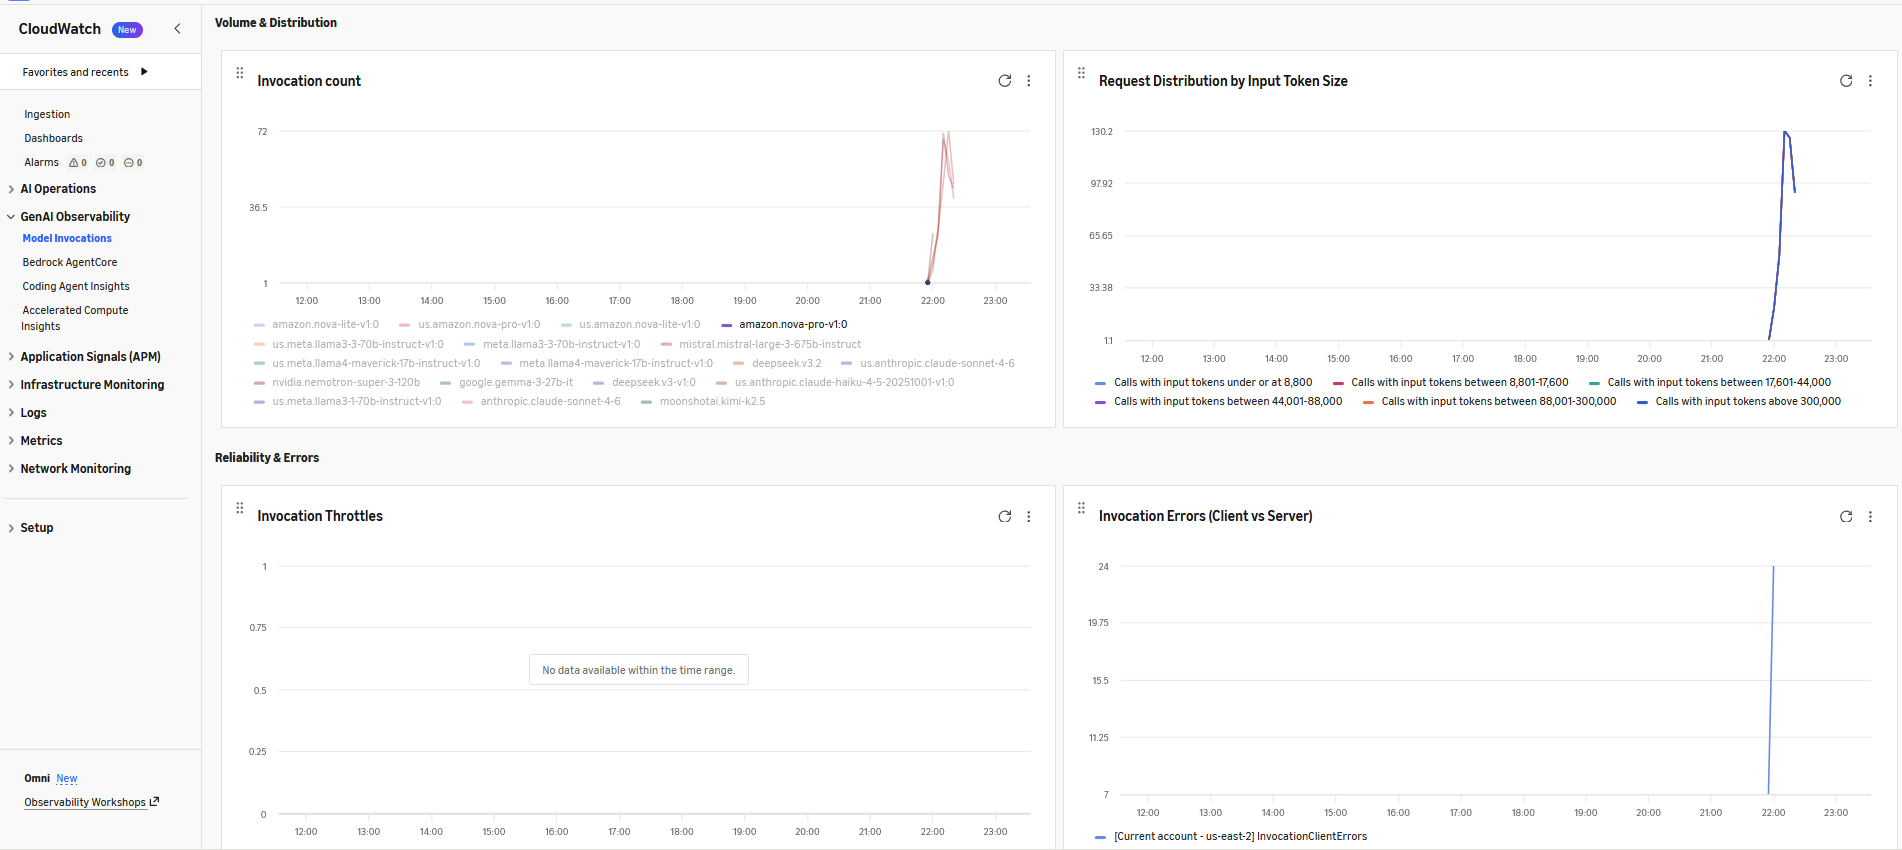 CloudWatch New
Favorites and recents
Ingestion
Dashboards
Alarms 0 0 0
AI Operations
GenAI Observability
Model Invocations
Bedrock AgentCore
Coding Agent Insights
Accelerated Compute
Insights
Application Signals (APM)
Infrastructure Monitoring
Logs
Metrics
Network Monitoring
Setup
Omni New
Observability Workshops
Volume & Distribution
Invocation count
72
36.5
1
12:00 13:00 14:00 15:00 16:00 17:00 18:00 19:00 20:00 21:00 22:00 23:00
amazon.nova-lite-v1:0 us.amazon.nova-pro-v1:0 us.amazon.nova-lite-v1:0 amazon.nova-pro-v1:0
us.meta.llama3-3-70b-instruct-v1:0 meta.llama3-3-70b-instruct-v1:0 mistral.mistral-large-3-675b-instruct
us.meta.llama4-maverick-17b-instruct-v1:0 meta.llama4-maverick-17b-instruct-v1:0 deepseek.v3.2 us.anthropic.claude-sonnet-4-6
nvidia.nemotron-super-3-120b google.gemma-3-27b-it deepseek.v3-v1:0 us.anthropic.claude-haiku-4-5-20251001-v1:0
us.meta.llama3-1-70b-instruct-v1:0 anthropic.claude-sonnet-4-6 moonshotai.kimi-k2.5
Request Distribution by Input Token Size
130.2
97.92
65.65
33.38
1.1
12:00 13:00 14:00 15:00 16:00 17:00 18:00 19:00 20:00 21:00 22:00 23:00
Calls with input tokens under or at 8,800 Calls with input tokens between 8,801-17,600 Calls with input tokens between 17,601-44,000
Calls with input tokens between 44,001-88,000 Calls with input tokens between 88,001-300,000 Calls with input tokens above 300,000
Reliability & Errors
Invocation Throttles
1
0.75
0.5
0.25
0
No data available within the time range.
12:00 13:00 14:00 15:00 16:00 17:00 18:00 19:00 20:00 21:00 22:00 23:00
Invocation Errors (Client vs Server)
24
19.75
15.5
11.25
7
12:00 13:00 14:00 15:00 16:00 17:00 18:00 19:00 20:00 21:00 22:00 23:00
[Current account - us-east-2] InvocationClientErrors